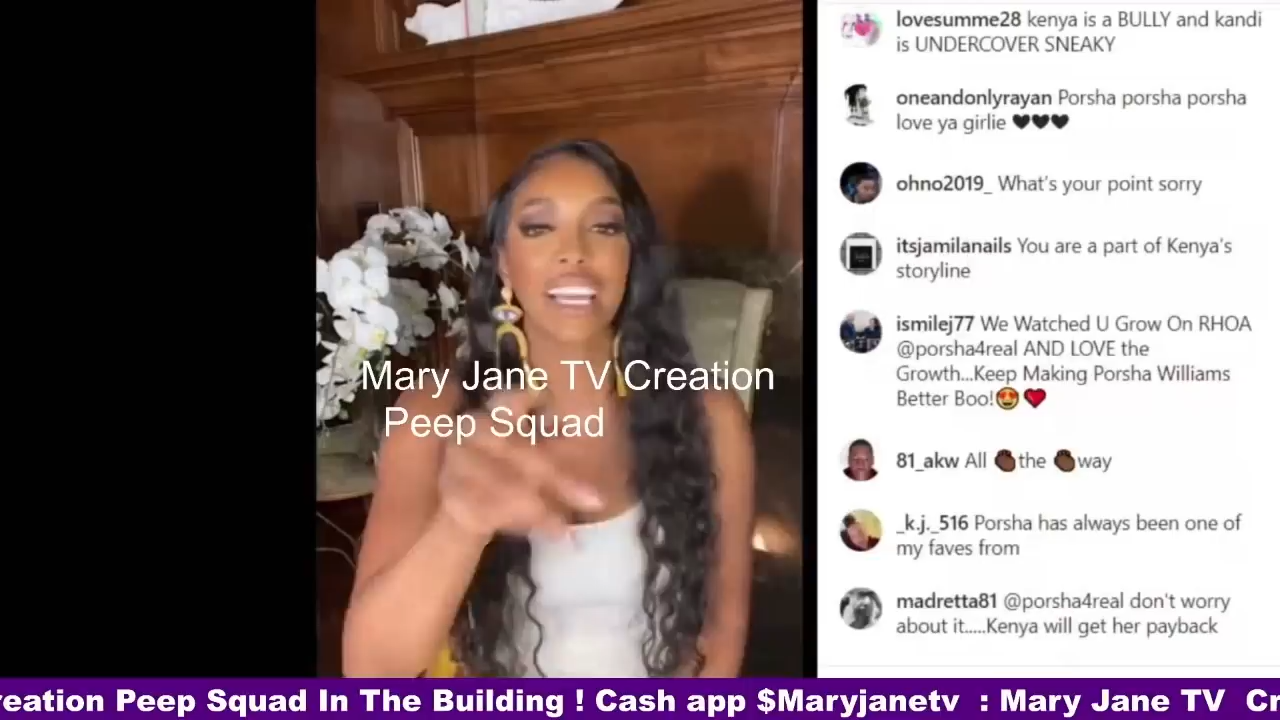 lovesumme28 kenya is a BULLY and kandi
is UNDERCOVER SNEAKY
oneandonlyrayan Porsha porsha porsha
love ya girlie 🖤🖤🖤
ohno2019_ What's your point sorry
itsjamilanails You are a part of Kenya's
storyline
ismilej77 We Watched U Grow On RHOA
@porsha4real AND LOVE the
Growth...Keep Making Porsha Williams
Better Boo!😍 ❤️
81_akw All 👏🏿the 👏🏿way
_k.j._516 Porsha has always been one of
my faves from
madretta81 @porsha4real don't worry
about it.....Kenya will get her payback
Mary Jane TV Creation
Peep Squad
reation Peep Squad In The Building ! Cash app $Maryjanetv : Mary Jane TV Cr